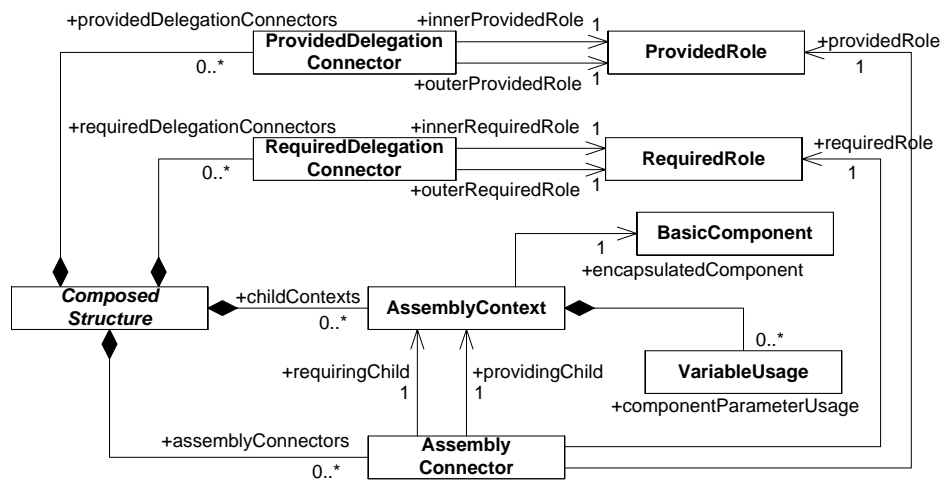 +providedDelegationConnectors
+innerProvidedRole
1
ProvidedDelegation
Connector
ProvidedRole
+providedRole
0..*
1
1
+outerProvidedRole
+requiredDelegationConnectors
+innerRequiredRole
1
RequiredDelegation
Connector
RequiredRole
+requiredRole
0..*
1
1
+outerRequiredRole
BasicComponent
1
+encapsulatedComponent
Composed
Structure
+childContexts
0..*
AssemblyContext
0..*
+requiringChild
1
+providingChild
1
VariableUsage
+componentParameterUsage
+assemblyConnectors
0..*
Assembly
Connector